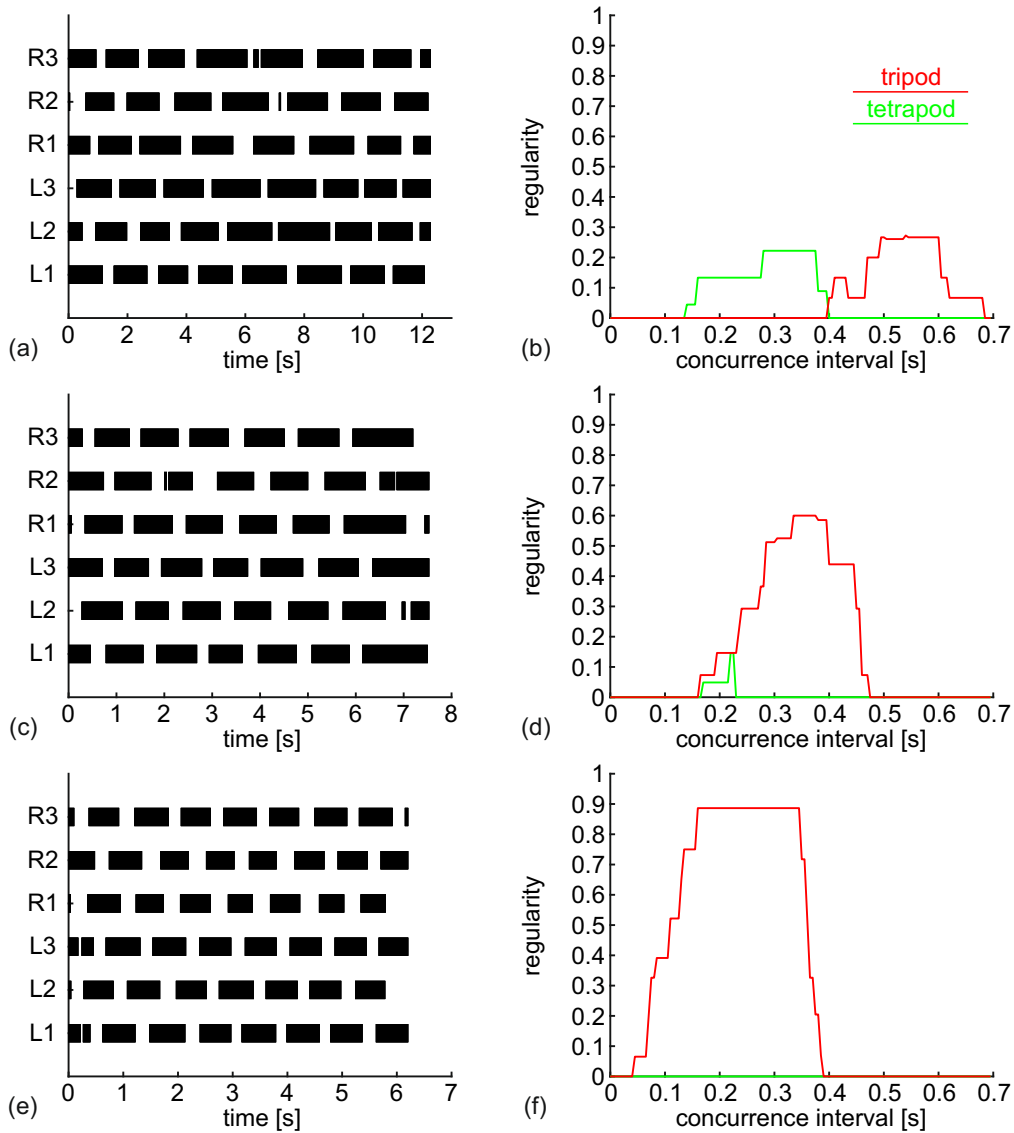 R3
R2
R1
L3
L2
L1
0 2 4 6 8 10 12
time [s]
(a)
1
0.9
0.8
0.7
0.6
0.5
0.4
0.3
0.2
0.1
0
regularity
tripod
tetrapod
0 0.1 0.2 0.3 0.4 0.5 0.6 0.7
concurrence interval [s]
(b)
R3
R2
R1
L3
L2
L1
0 1 2 3 4 5 6 7 8
time [s]
(c)
1
0.9
0.8
0.7
0.6
0.5
0.4
0.3
0.2
0.1
0
regularity
0 0.1 0.2 0.3 0.4 0.5 0.6 0.7
concurrence interval [s]
(d)
R3
R2
R1
L3
L2
L1
0 1 2 3 4 5 6 7
time [s]
(e)
1
0.9
0.8
0.7
0.6
0.5
0.4
0.3
0.2
0.1
0
regularity
0 0.1 0.2 0.3 0.4 0.5 0.6 0.7
concurrence interval [s]
(f)